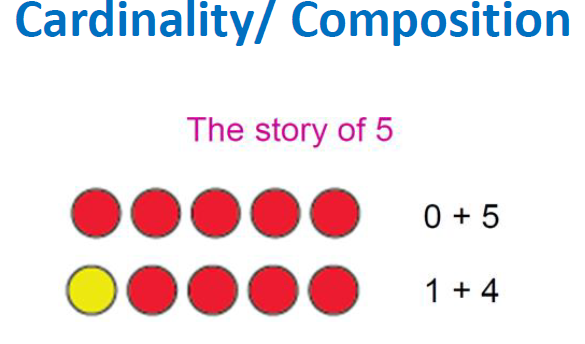 Cardinality/ Composition
The story of 5
0 + 5
1 + 4